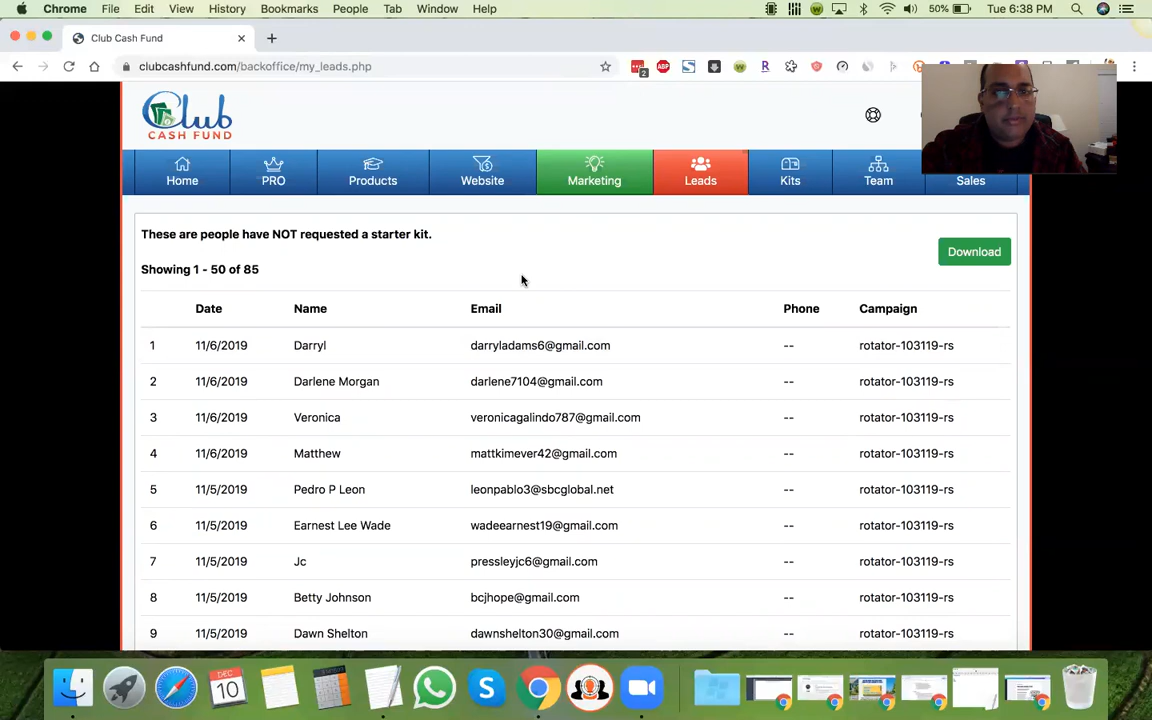 Chrome File Edit View History Bookmarks People Tab Window Help 50% Tue 6:38 PM
Club Cash Fund
clubcashfund.com/backoffice/my_leads.php
Club
CASH FUND
Home PRO Products Website Marketing Leads Kits Team Sales
These are people have NOT requested a starter kit.
Download
Showing 1 - 50 of 85
Date Name Email Phone Campaign
1 11/6/2019 Darryl darryladams6@gmail.com -- rotator-103119-rs
2 11/6/2019 Darlene Morgan darlene7104@gmail.com -- rotator-103119-rs
3 11/6/2019 Veronica veronicagalindo787@gmail.com -- rotator-103119-rs
4 11/6/2019 Matthew mattkimever42@gmail.com -- rotator-103119-rs
5 11/5/2019 Pedro P Leon leonpablo3@sbcglobal.net -- rotator-103119-rs
6 11/5/2019 Earnest Lee Wade wadeearnest19@gmail.com -- rotator-103119-rs
7 11/5/2019 Jc pressleyjc6@gmail.com -- rotator-103119-rs
8 11/5/2019 Betty Johnson bcjhope@gmail.com -- rotator-103119-rs
9 11/5/2019 Dawn Shelton dawnshelton30@gmail.com -- rotator-103119-rs
DEC
10